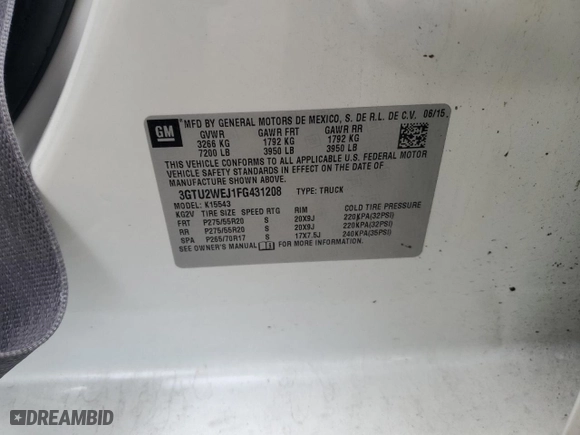 GM
MFD BY GENERAL MOTORS DE MEXICO, S. DE R.L. DE C.V. 06/15
GVWR GAWR FRT GAWR RR
3266 KG 1792 KG 1792 KG
7200 LB 3950 LB 3950 LB
THIS VEHICLE CONFORMS TO ALL APPLICABLE U.S. FEDERAL MOTOR
VEHICLE SAFETY STANDARDS IN EFFECT ON THE DATE OF
MANUFACTURE SHOWN ABOVE.
3GTU2WEJ1FG431208 TYPE: TRUCK
MODEL: K15543
KG2V TIRE SIZE SPEED RTG RIM COLD TIRE PRESSURE
FRT P275/55R20 S 20X9J 220KPA(32PSI)
RR P275/55R20 S 20X9J 220KPA(32PSI)
SPA P265/70R17 S 17X7.5J 240KPA(35PSI)
SEE OWNER'S MANUAL FOR MORE INFORMATION.
DREAMBID